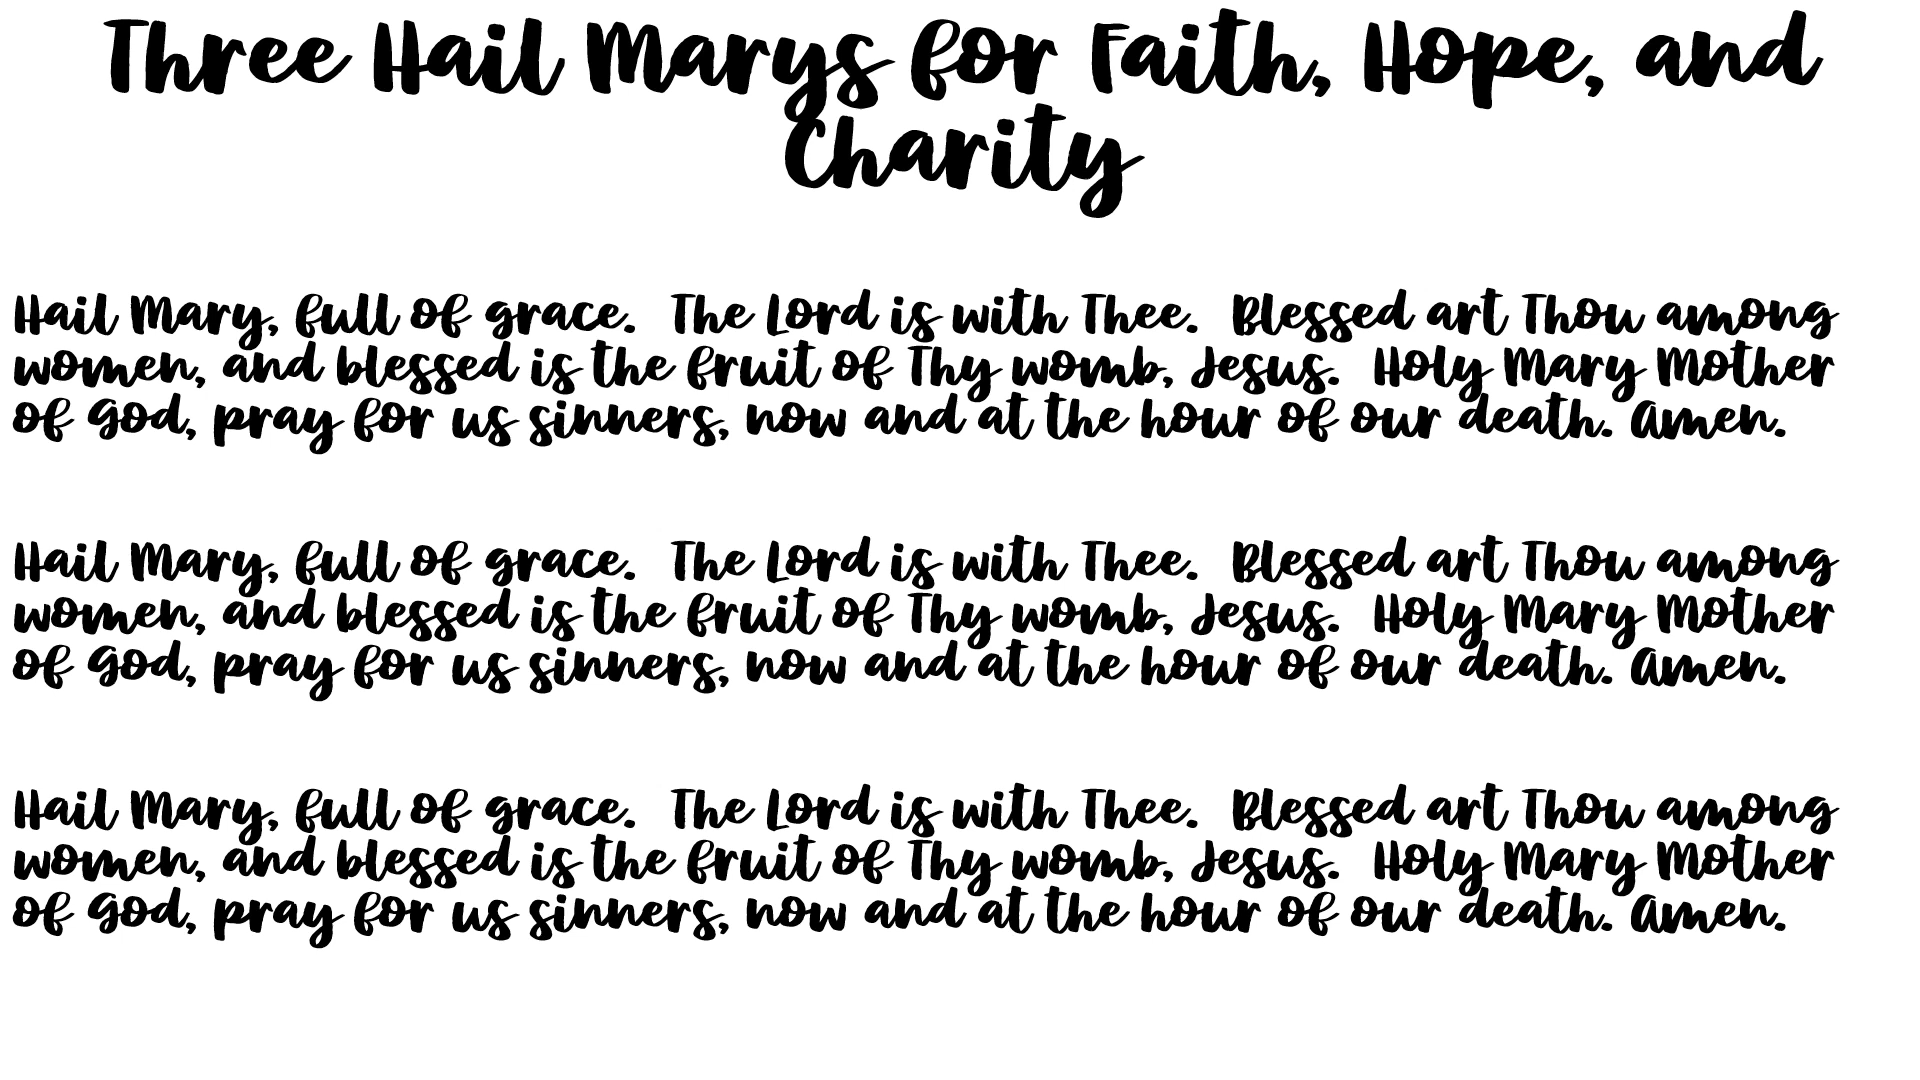 Three Hail Marys for Faith, Hope, and
Charity
Hail Mary, full of grace.  The Lord is with Thee.  Blessed art Thou among
women, and blessed is the fruit of Thy womb, Jesus.  Holy Mary Mother
of God, pray for us sinners, now and at the hour of our death. Amen.
Hail Mary, full of grace.  The Lord is with Thee.  Blessed art Thou among
women, and blessed is the fruit of Thy womb, Jesus.  Holy Mary Mother
of God, pray for us sinners, now and at the hour of our death. Amen.
Hail Mary, full of grace.  The Lord is with Thee.  Blessed art Thou among
women, and blessed is the fruit of Thy womb, Jesus.  Holy Mary Mother
of God, pray for us sinners, now and at the hour of our death. Amen.